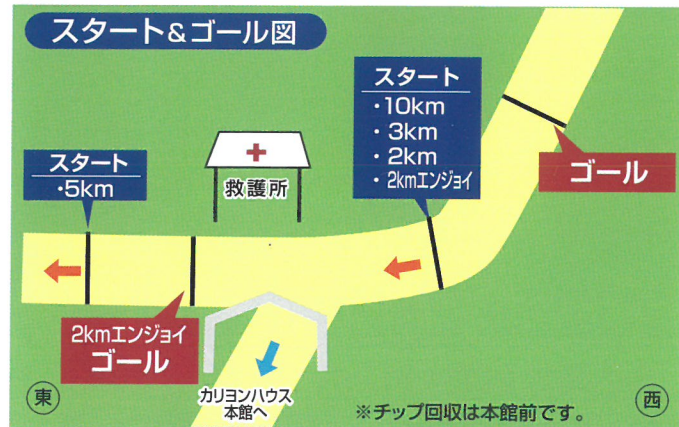 スタート&ゴール図
スタート
・10km
・3km
・2km
・2kmエンジョイ
ゴール
救護所
スタート
・5km
2kmエンジョイ
ゴール
カリヨンハウス
本館へ
東
※チップ回収は本館前です。
西